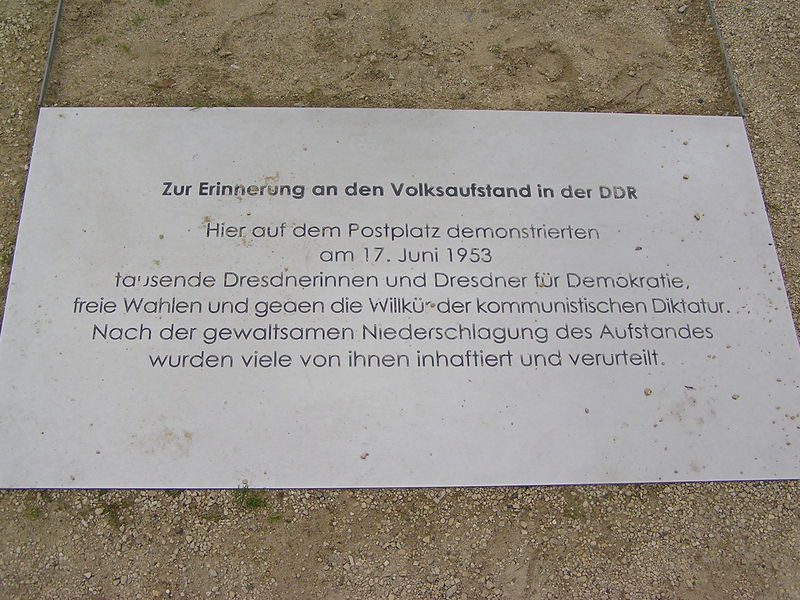 Zur Erinnerung an den Volksaufstand in der DDR
Hier auf dem Postplatz demonstrierten
am 17. Juni 1953
tausende Dresdnerinnen und Dresdner für Demokratie,
freie Wahlen und gegen die Willkür der kommunistischen Diktatur.
Nach der gewaltsamen Niederschlagung des Aufstandes
wurden viele von ihnen inhaftiert und verurteilt.